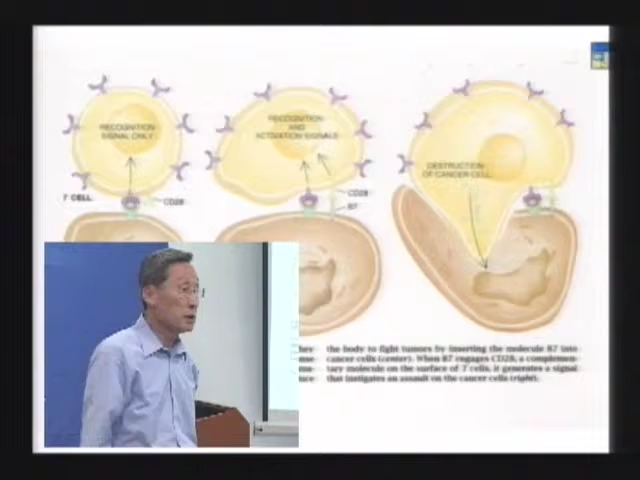 RECOGNITION
SIGNAL ONLY
RECOGNITION
AND
ACTIVATION SIGNALS
DESTRUCTION
OF CANCER CELL
T CELL
CD28
CD28
B7
the body to fight tumors by inserting the molecule B7 into
cancer cells (center). When B7 engages CD28, a complemen-
tary molecule on the surface of T cells, it generates a signal
that instigates an assault on the cancer cells (right).